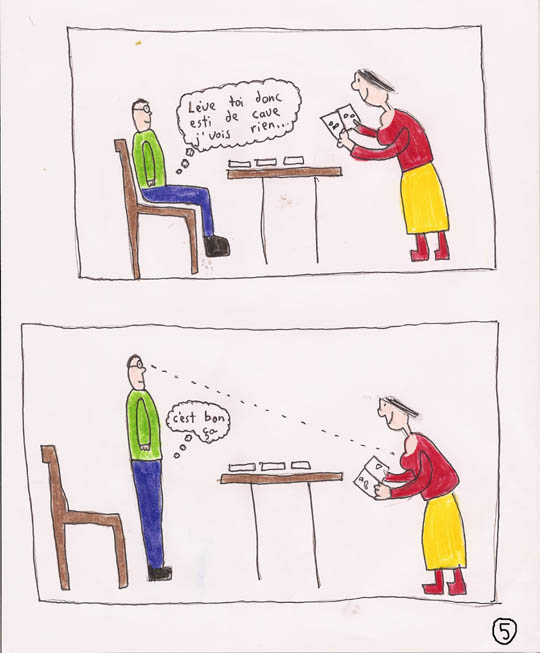 Lève toi donc
esti de cave
j'vois rien...
c'est bon
ça
5